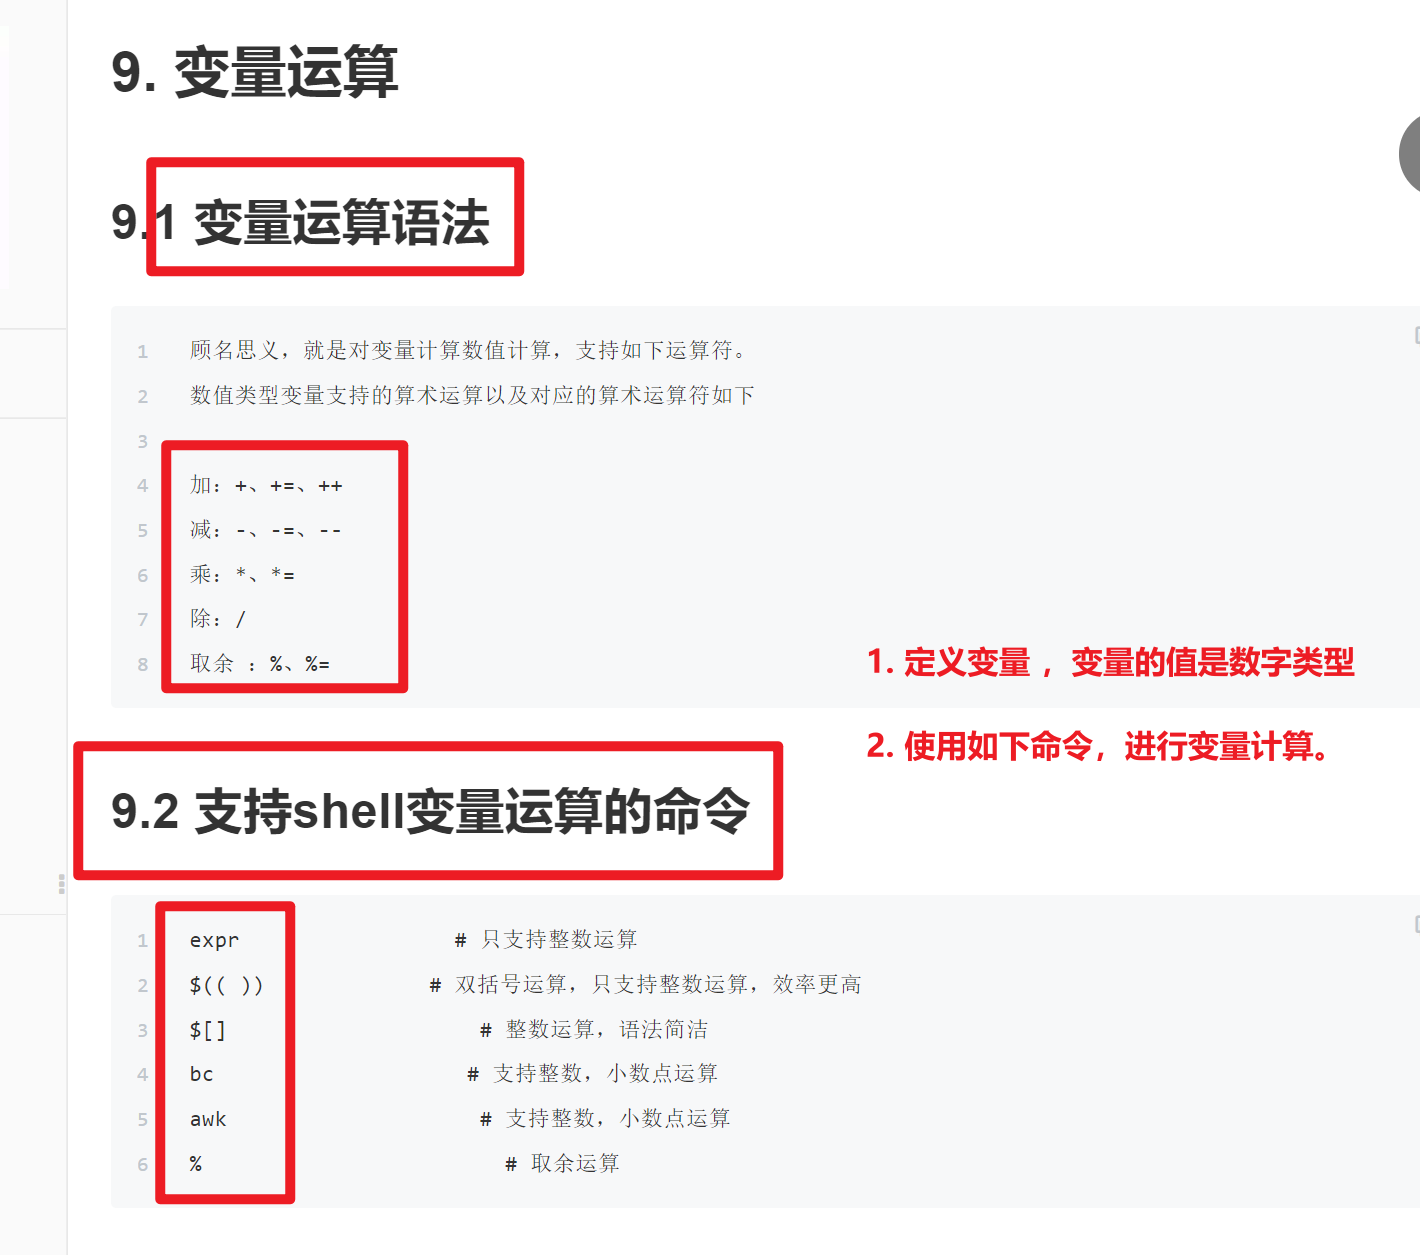 9. 变量运算
9.1 变量运算语法
1 顾名思义，就是对变量计算数值计算，支持如下运算符。
2 数值类型变量支持的算术运算以及对应的算术运算符如下
3
4 加：+、+=、++
5 减：-、-=、--
6 乘：*、*=
7 除：/
8 取余 ：%、%=
1. 定义变量 ，变量的值是数字类型
2. 使用如下命令，进行变量计算。
9.2 支持shell变量运算的命令
1 expr # 只支持整数运算
2 $(( )) # 双括号运算，只支持整数运算，效率更高
3 $[] # 整数运算，语法简洁
4 bc # 支持整数，小数点运算
5 awk # 支持整数，小数点运算
6 % # 取余运算